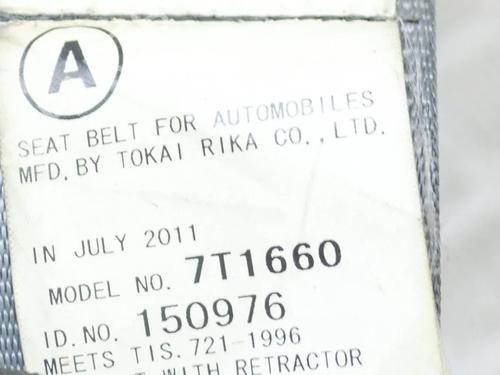 A
SEAT BELT FOR AUTOMOBILES
MFD. BY TOKAI RIKA CO., LTD.
IN JULY 2011
MODEL NO. 7T1660
ID. NO. 150976
MEETS TIS. 721-1996
WITH RETRACTOR